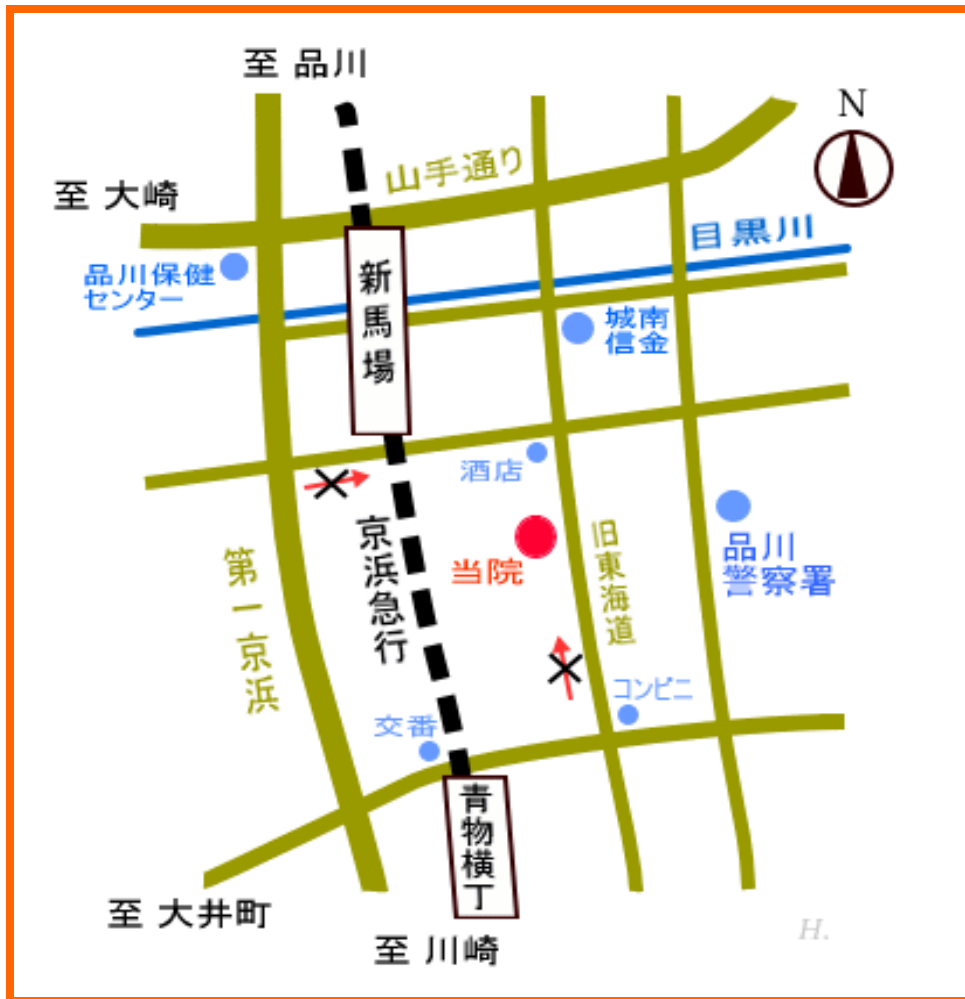 至 品川
N
山手通り
至 大崎
目黒川
品川保健
センター
新馬場
城南
信金
酒店
京浜急行
当院
旧東海道
品川
警察署
第一京浜
コンビニ
交番
青物横丁
至 大井町
至 川崎
H.